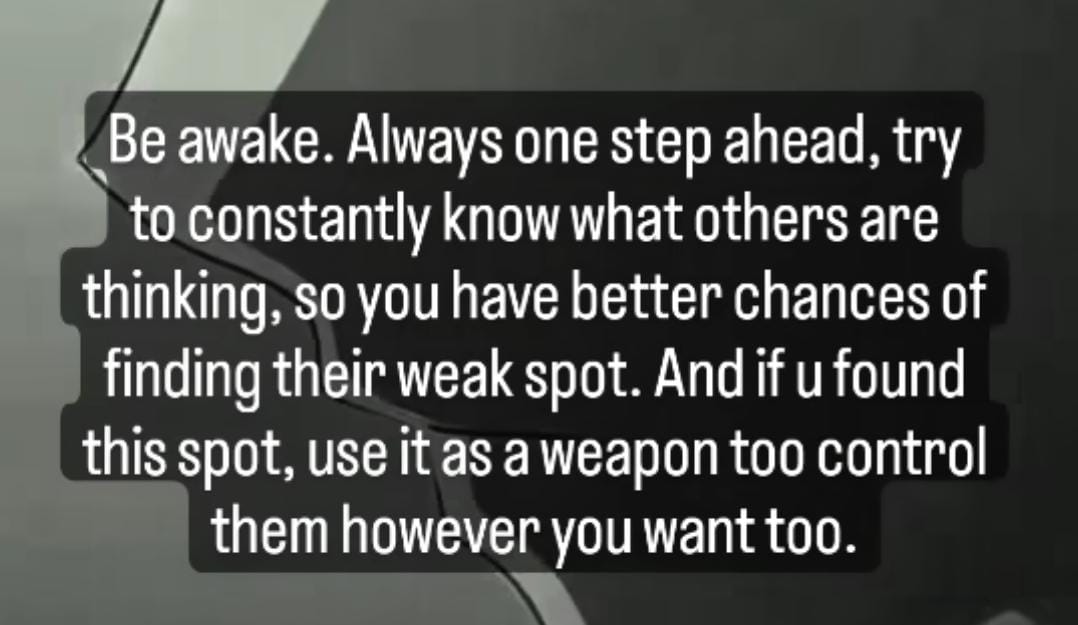 Be awake. Always one step ahead, try
to constantly know what others are
thinking, so you have better chances of
finding their weak spot. And if u found
this spot, use it as a weapon too control
them however you want too.